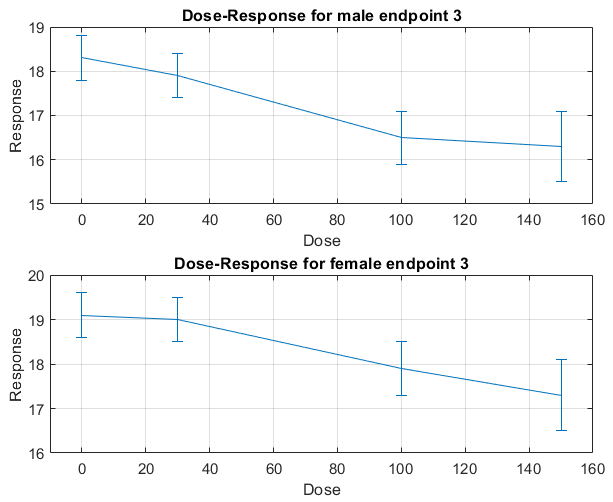 Dose-Response for male endpoint 3
19
18
17
16
15
Response
0 20 40 60 80 100 120 140 160
Dose
Dose-Response for female endpoint 3
20
19
18
17
16
Response
0 20 40 60 80 100 120 140 160
Dose